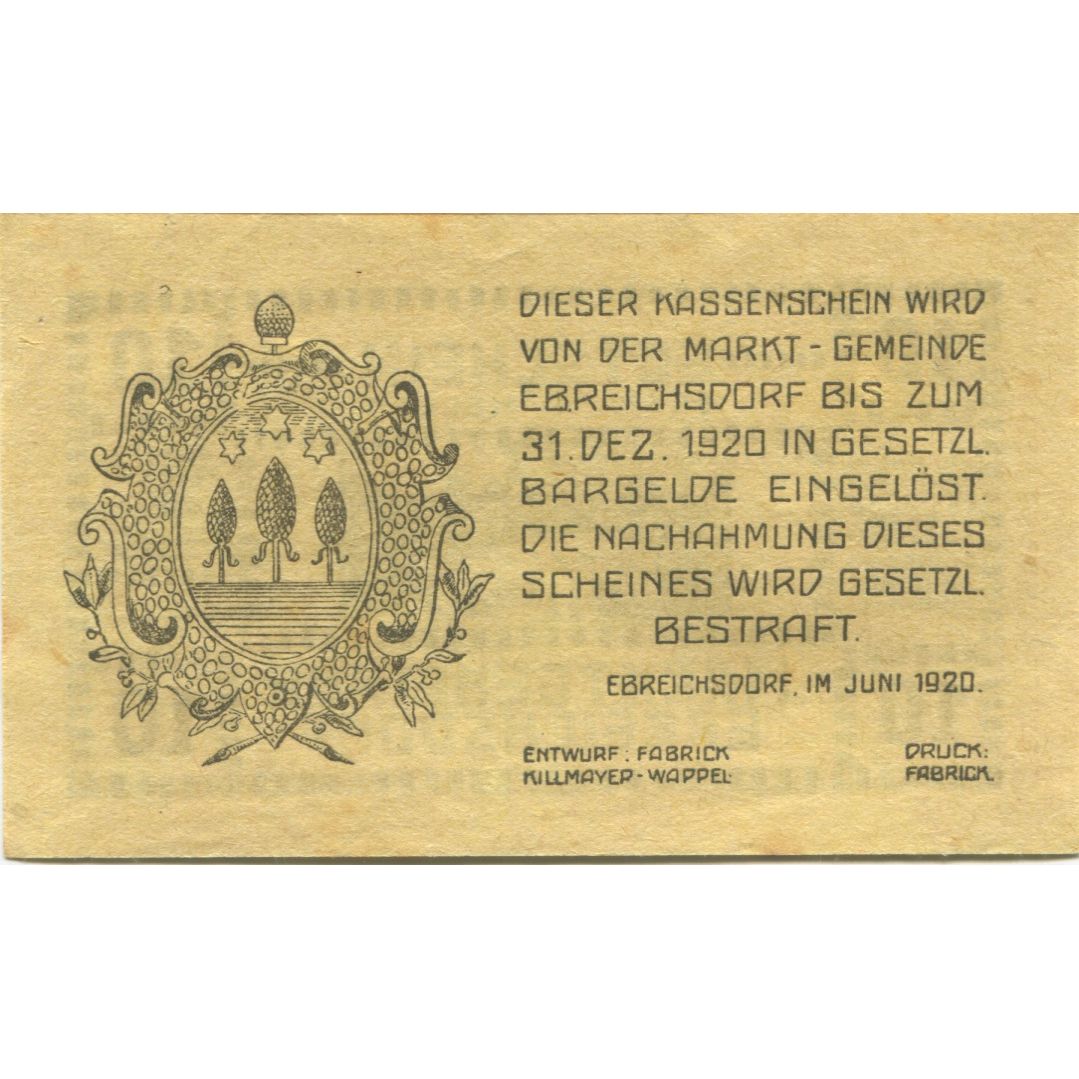 DIESER KASSENSCHEIN WIRD
VON DER MARKT - GEMEINDE
EBREICHSDORF BIS ZUM
31. DEZ. 1920 IN GESETZL.
BARGELDE EINGELÖST.
DIE NACHAHMUNG DIESES
SCHEINES WIRD GESETZL.
BESTRAFT.
EBREICHSDORF, IM JUNI 1920.
ENTWURF: FABRICK
KILLMAYER-WAPPEL
DRUCK:
FABRICK.